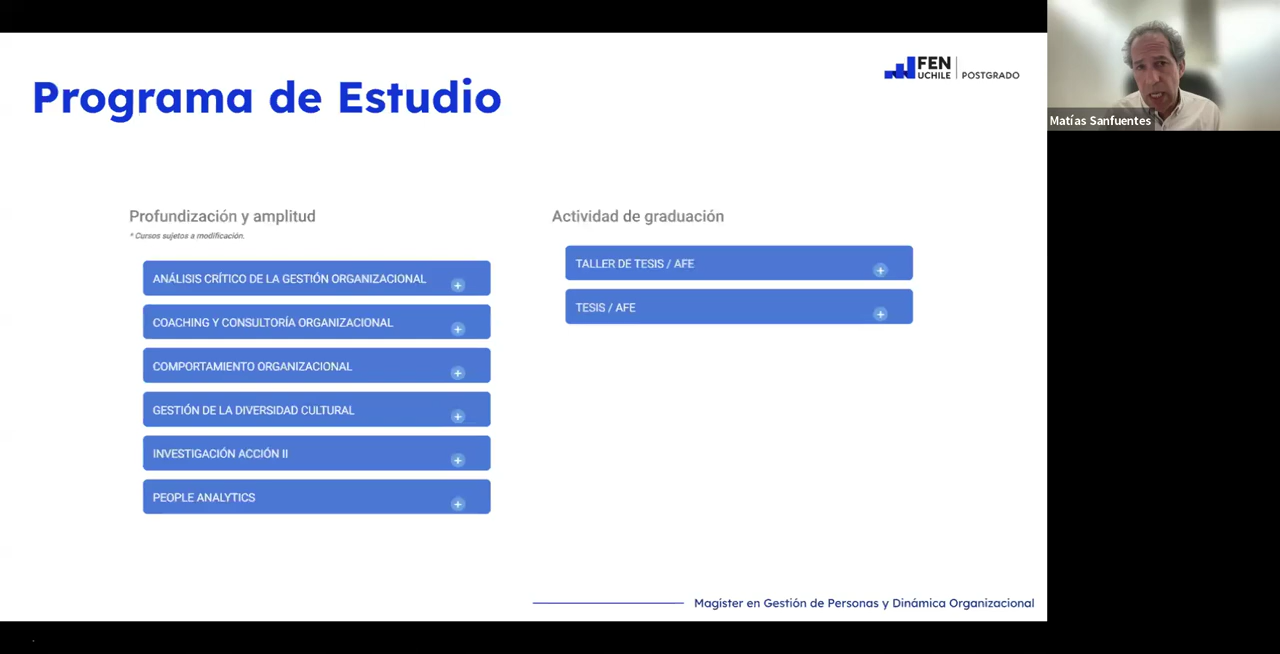 Programa de Estudio
FEN
UCHILE
POSTGRADO
Matías Sanfuentes
Profundización y amplitud
* Cursos sujetos a modificación.
ANÁLISIS CRÍTICO DE LA GESTIÓN ORGANIZACIONAL
COACHING Y CONSULTORÍA ORGANIZACIONAL
COMPORTAMIENTO ORGANIZACIONAL
GESTIÓN DE LA DIVERSIDAD CULTURAL
INVESTIGACIÓN ACCIÓN II
PEOPLE ANALYTICS
Actividad de graduación
TALLER DE TESIS / AFE
TESIS / AFE
Magíster en Gestión de Personas y Dinámica Organizacional